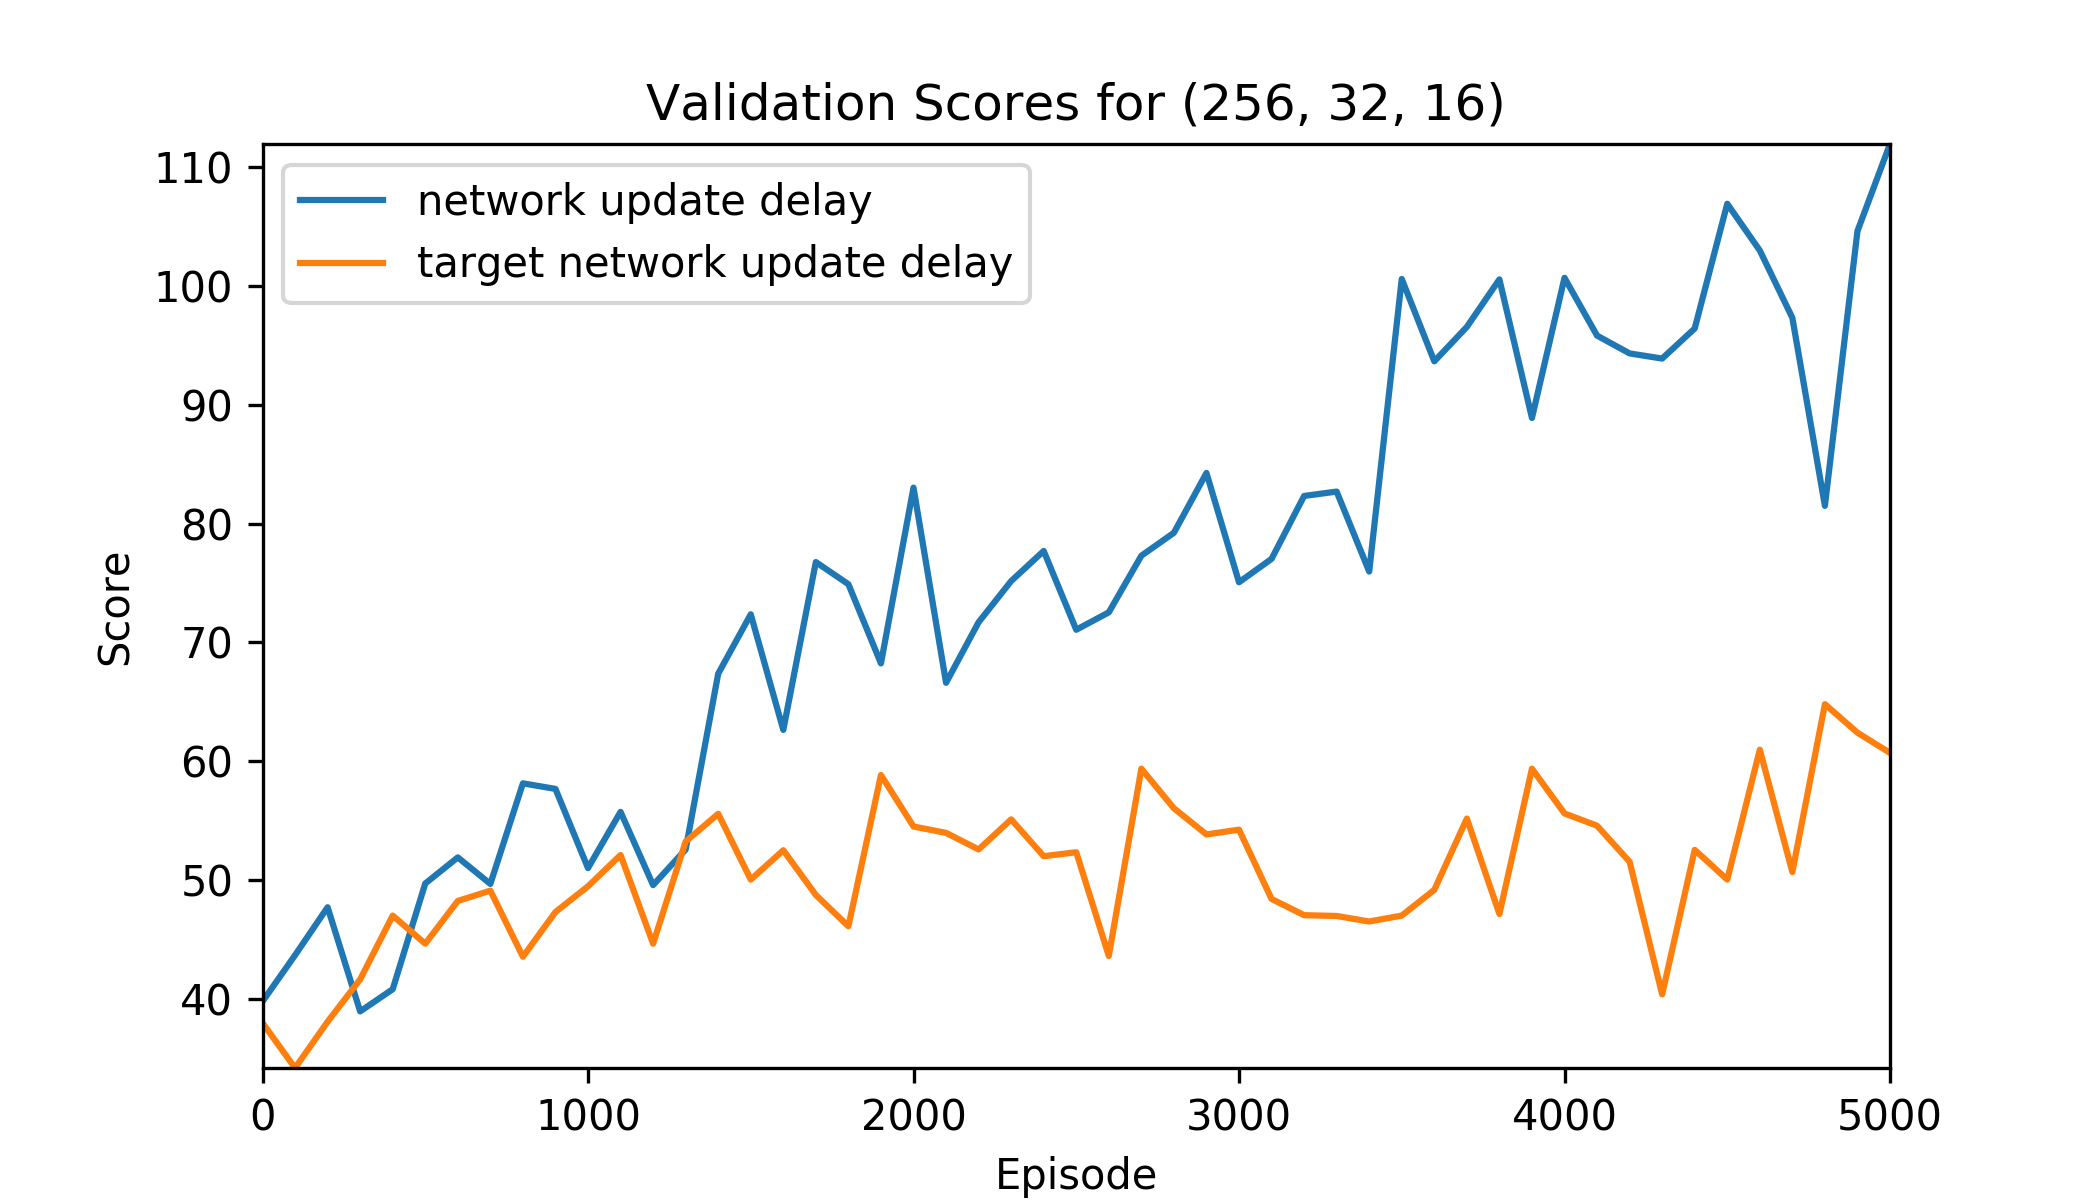 Validation Scores for (256, 32, 16)
network update delay
target network update delay
110
100
90
80
70
60
50
40
Score
0 1000 2000 3000 4000 5000
Episode